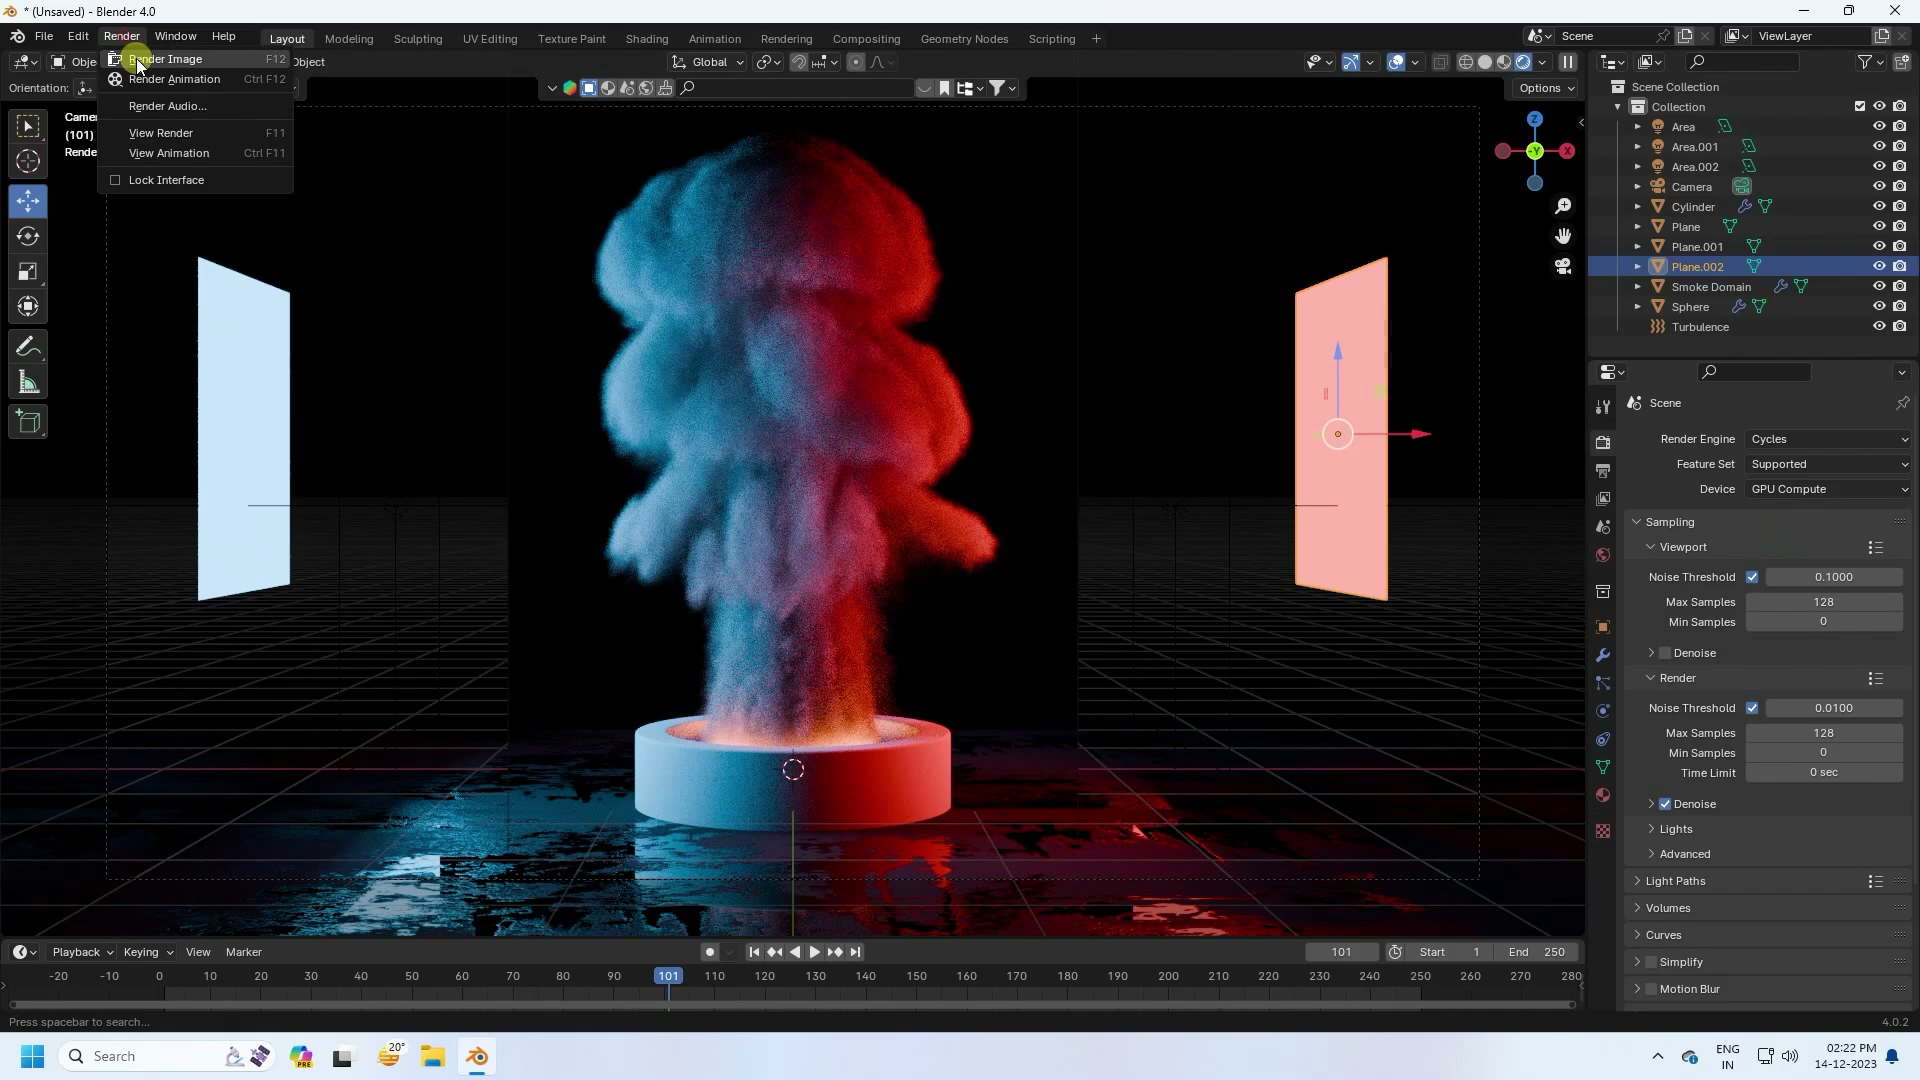 * (Unsaved) - Blender 4.0
File Edit Render Window Help Layout Modeling Sculpting UV Editing Texture Paint Shading Animation Rendering Compositing Geometry Nodes Scripting + Scene ViewLayer
Render Image F12
Render Animation Ctrl F12
Render Audio...
View Render F11
View Animation Ctrl F11
Lock Interface
Obje
Object
Global
Orientation:
Options
Came
(101)
Rende
Z
-Y
X
Scene Collection
Collection
Area
Area.001
Area.002
Camera
Cylinder
Plane
Plane.001
Plane.002
Smoke Domain
Sphere
Turbulence
Scene
Render Engine Cycles
Feature Set Supported
Device GPU Compute
Sampling
Viewport
Noise Threshold 0.1000
Max Samples 128
Min Samples 0
Denoise
Render
Noise Threshold 0.0100
Max Samples 128
Min Samples 0
Time Limit 0 sec
Denoise
Lights
Advanced
Light Paths
Volumes
Curves
Simplify
Motion Blur
Playback Keying View Marker 101 Start 1 End 250
-20 -10 0 10 20 30 40 50 60 70 80 90 101 110 120 130 140 150 160 170 180 190 200 210 220 230 240 250 260 270 280
Press spacebar to search... 4.0.2
Search
PRE
20°
ENG
IN
02:22 PM
14-12-2023